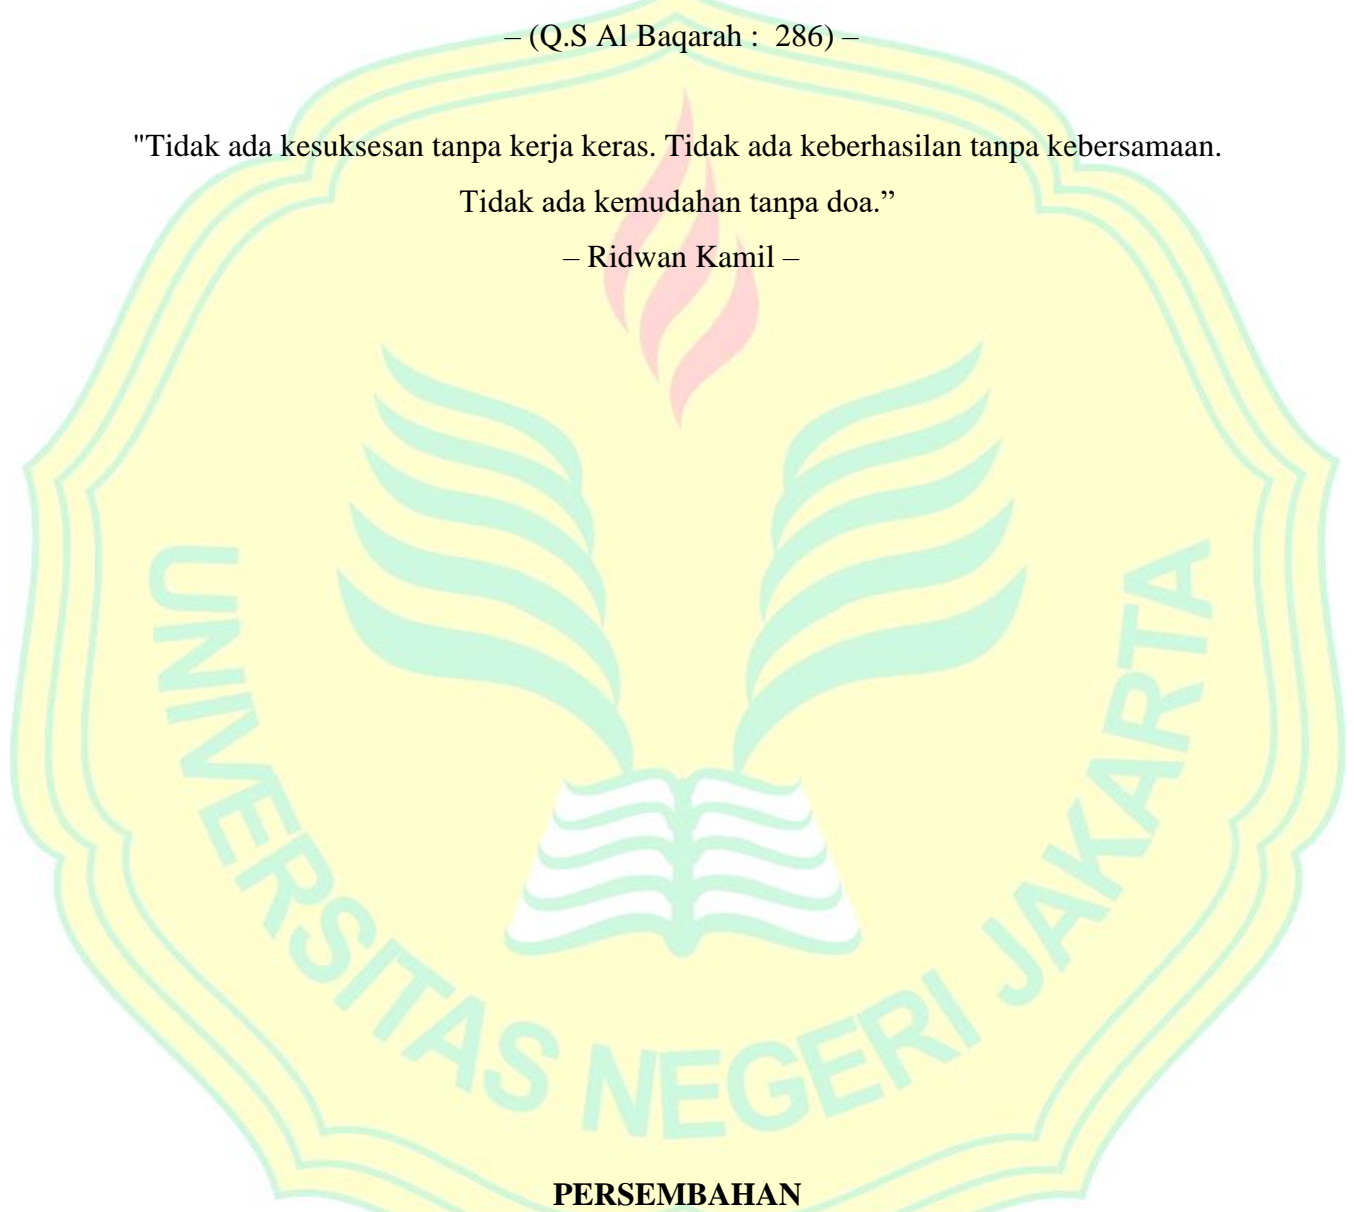 – (Q.S Al Baqarah :  286) –
"Tidak ada kesuksesan tanpa kerja keras. Tidak ada keberhasilan tanpa kebersamaan.
Tidak ada kemudahan tanpa doa.”
– Ridwan Kamil –
UNIVERSITAS NEGERI JAKARTA
PERSEMBAHAN